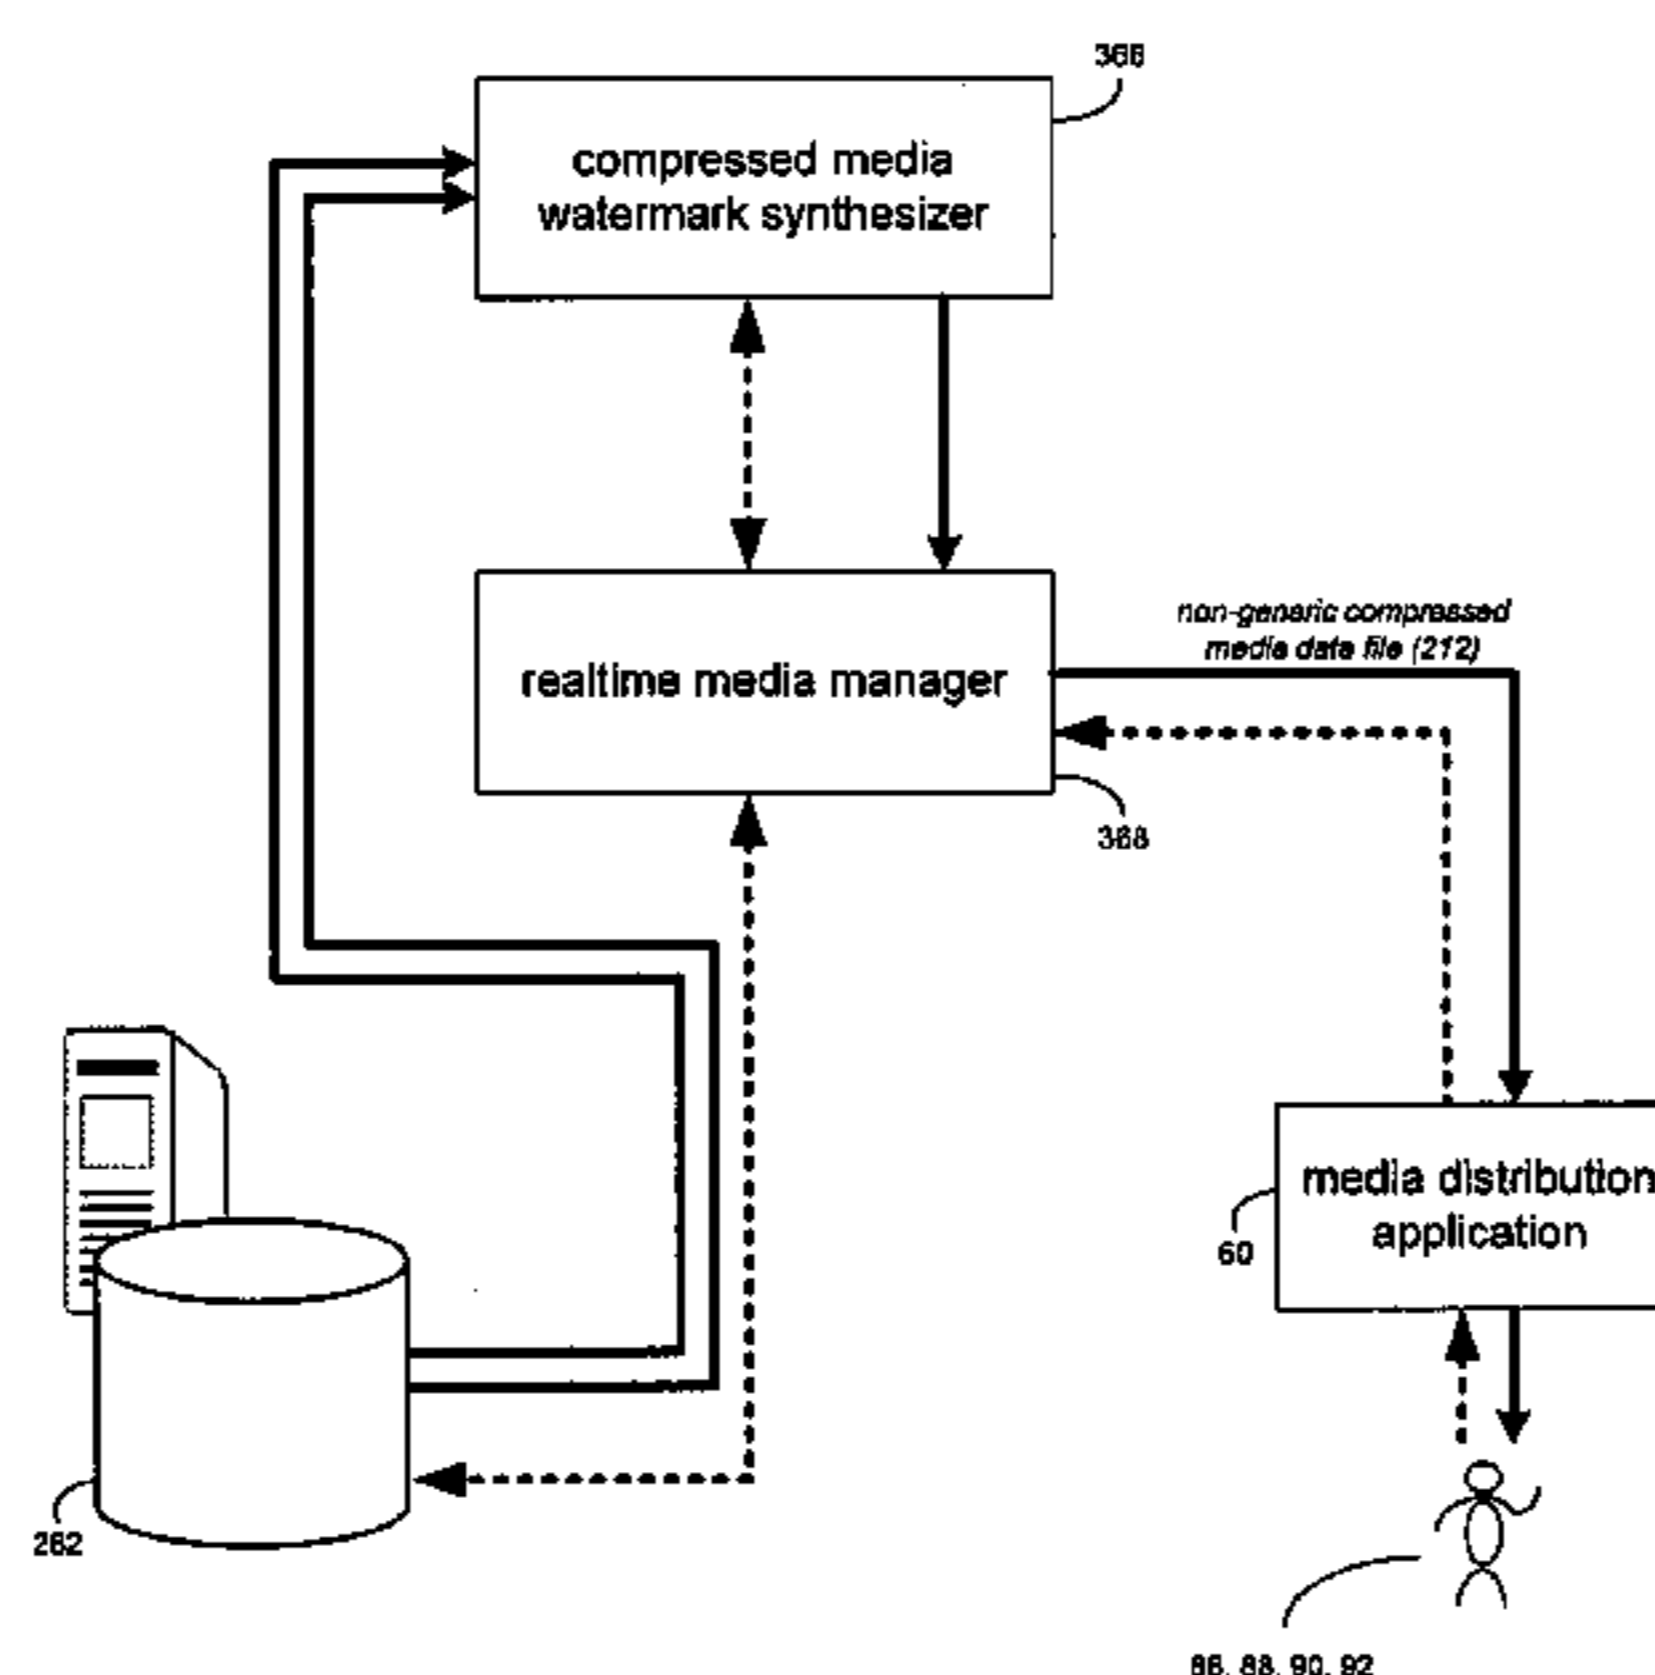 366
compressed media
watermark synthesizer
non-generic compressed
media data file (212)
realtime media manager
368
media distribution
application
60
262
86, 88, 90, 92